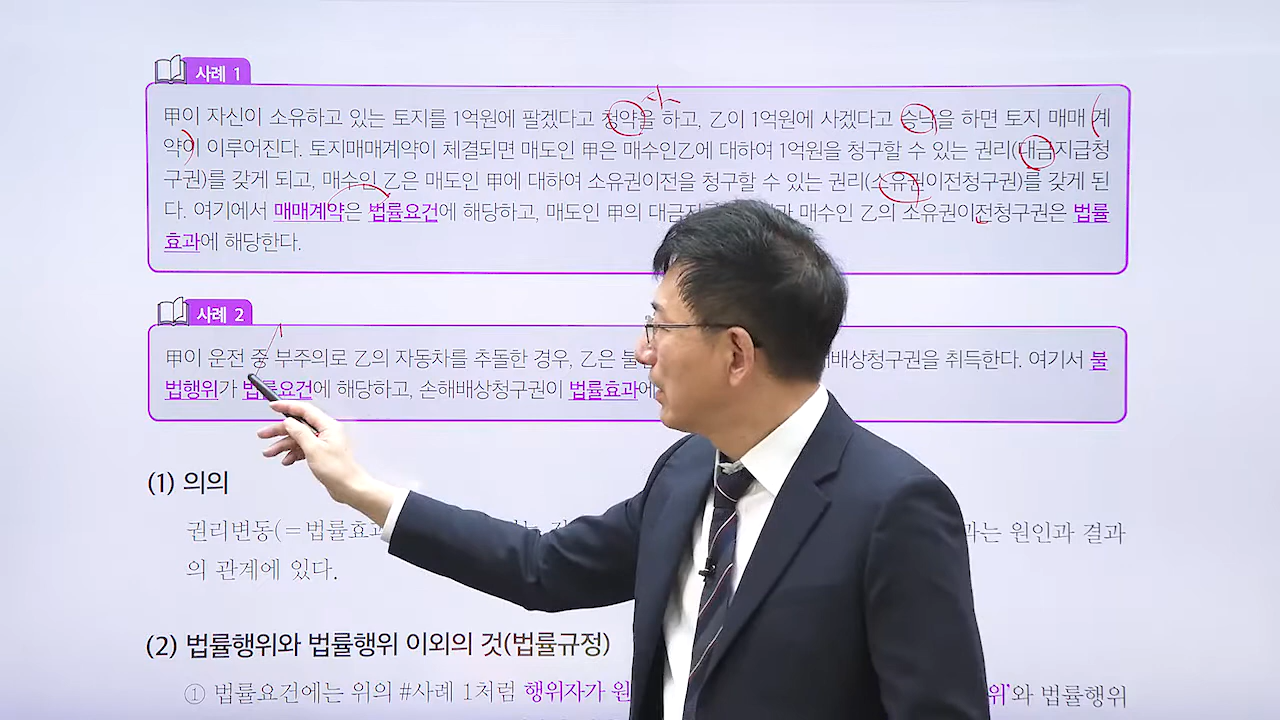 사례 1
甲이 자신이 소유하고 있는 토지를 1억원에 팔겠다고 청약을 하고, 乙이 1억원에 사겠다고 승낙을 하면 토지 매매 계
약이 이루어진다. 토지매매계약이 체결되면 매도인 甲은 매수인乙에 대하여 1억원을 청구할 수 있는 권리(대금지급청
구권)를 갖게 되고, 매수인 乙은 매도인 甲에 대하여 소유권이전을 청구할 수 있는 권리(소유권이전청구권)를 갖게 된
다. 여기에서 매매계약은 법률요건에 해당하고, 매도인 甲의 매수인 乙의 소유권이전청구권은 법률
효과에 해당한다.
사례 2
甲이 운전 중 부주의로 乙의 자동차를 추돌한 경우, 乙은 배상청구권을 취득한다. 여기서 불
법행위가 법률요건에 해당하고, 손해배상청구권이 법률효과에
(1) 의의
권리변동(=법률효과 원인과 결과
의 관계에 있다.
(2) 법률행위와 법률행위 이외의 것(법률규정)
① 법률요건에는 위의 #사례 1처럼 행위자가 원 위'와 법률행위